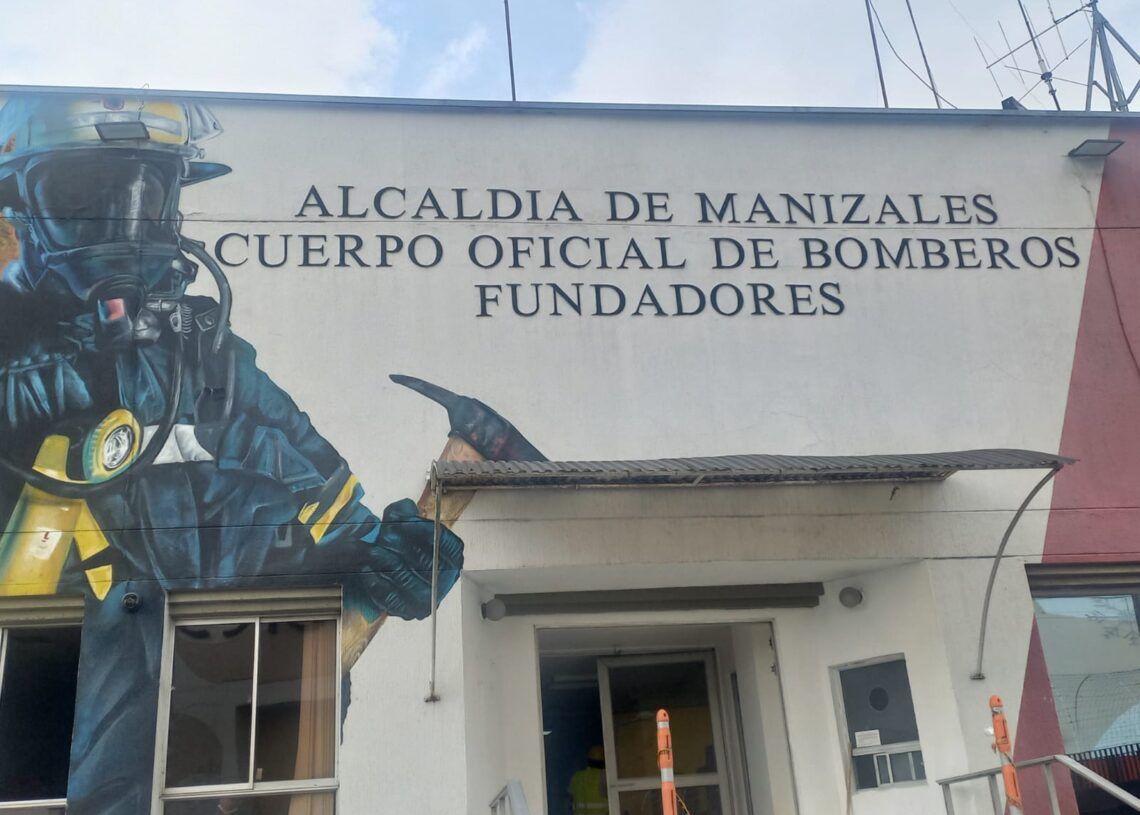 ALCALDIA DE MANIZALES
CUERPO OFICIAL DE BOMBEROS
FUNDADORES